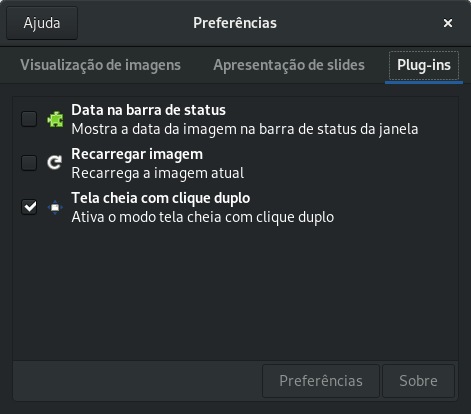 Ajuda
Preferências
Visualização de imagens
Apresentação de slides
Plug-ins
Data na barra de status
Mostra a data da imagem na barra de status da janela
Recarregar imagem
Recarrega a imagem atual
Tela cheia com clique duplo
Ativa o modo tela cheia com clique duplo
Preferências
Sobre